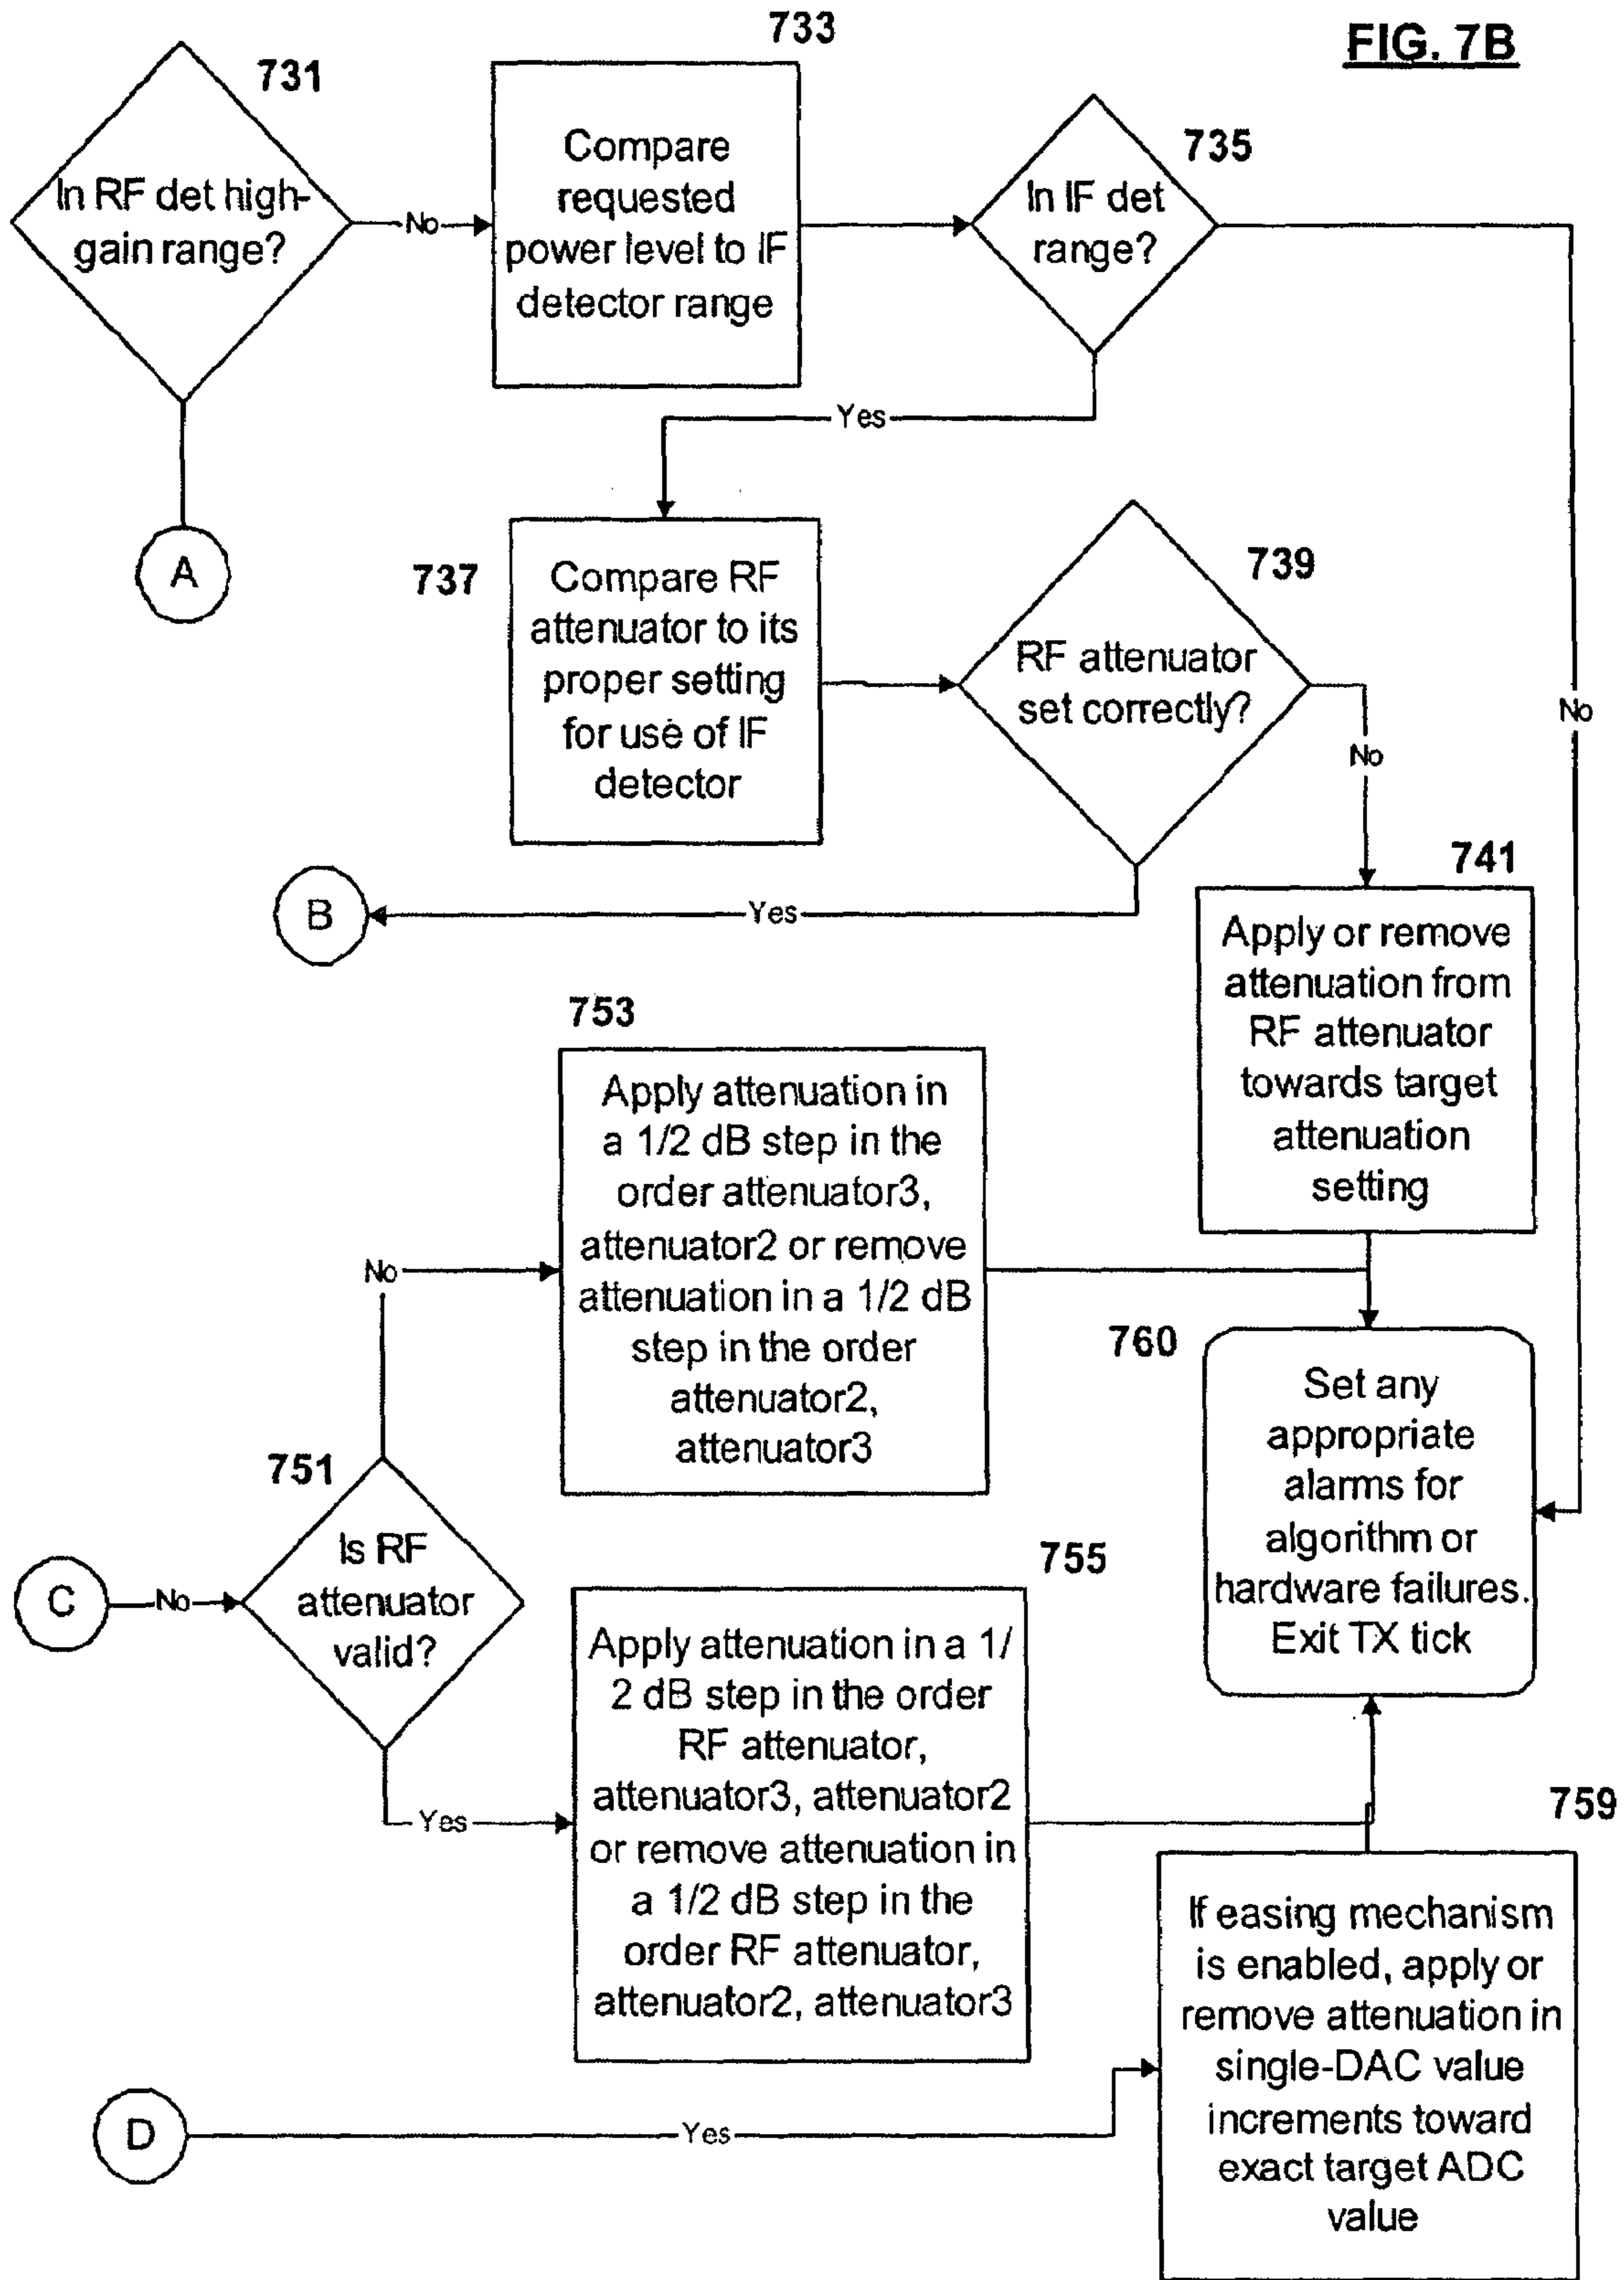 FIG. 7B
731
In RF det high-
gain range?
No
733
Compare
requested
power level to IF
detector range
735
In IF det
range?
No
Yes
A
737
Compare RF
attenuator to its
proper setting
for use of IF
detector
739
RF attenuator
set correctly?
No
Yes
B
741
Apply or remove
attenuation from
RF attenuator
towards target
attenuation
setting
753
Apply attenuation in
a 1/2 dB step in the
order attenuator3,
attenuator2 or remove
attenuation in a 1/2 dB
step in the order
attenuator2,
attenuator3
No
760
Set any
appropriate
alarms for
algorithm or
hardware failures.
Exit TX tick
751
Is RF
attenuator
valid?
C
No
Yes
755
Apply attenuation in a 1/
2 dB step in the order
RF attenuator,
attenuator3, attenuator2
or remove attenuation in
a 1/2 dB step in the
order RF attenuator,
attenuator2, attenuator3
759
If easing mechanism
is enabled, apply or
remove attenuation in
single-DAC value
increments toward
exact target ADC
value
D
Yes